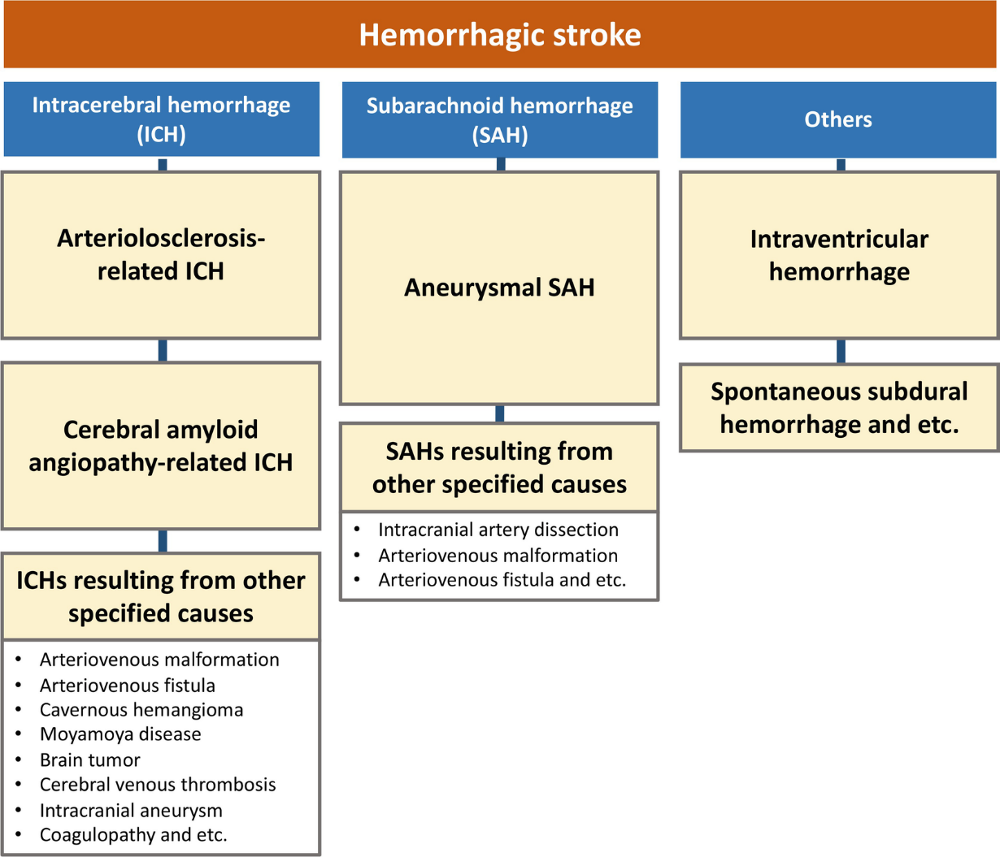 Hemorrhagic stroke
Intracerebral hemorrhage
(ICH)
Arteriolosclerosis-
related ICH
Cerebral amyloid
angiopathy-related ICH
ICHs resulting from other
specified causes
• Arteriovenous malformation
• Arteriovenous fistula
• Cavernous hemangioma
• Moyamoya disease
• Brain tumor
• Cerebral venous thrombosis
• Intracranial aneurysm
• Coagulopathy and etc.
Subarachnoid hemorrhage
(SAH)
Aneurysmal SAH
SAHs resulting from
other specified causes
• Intracranial artery dissection
• Arteriovenous malformation
• Arteriovenous fistula and etc.
Others
Intraventricular
hemorrhage
Spontaneous subdural
hemorrhage and etc.